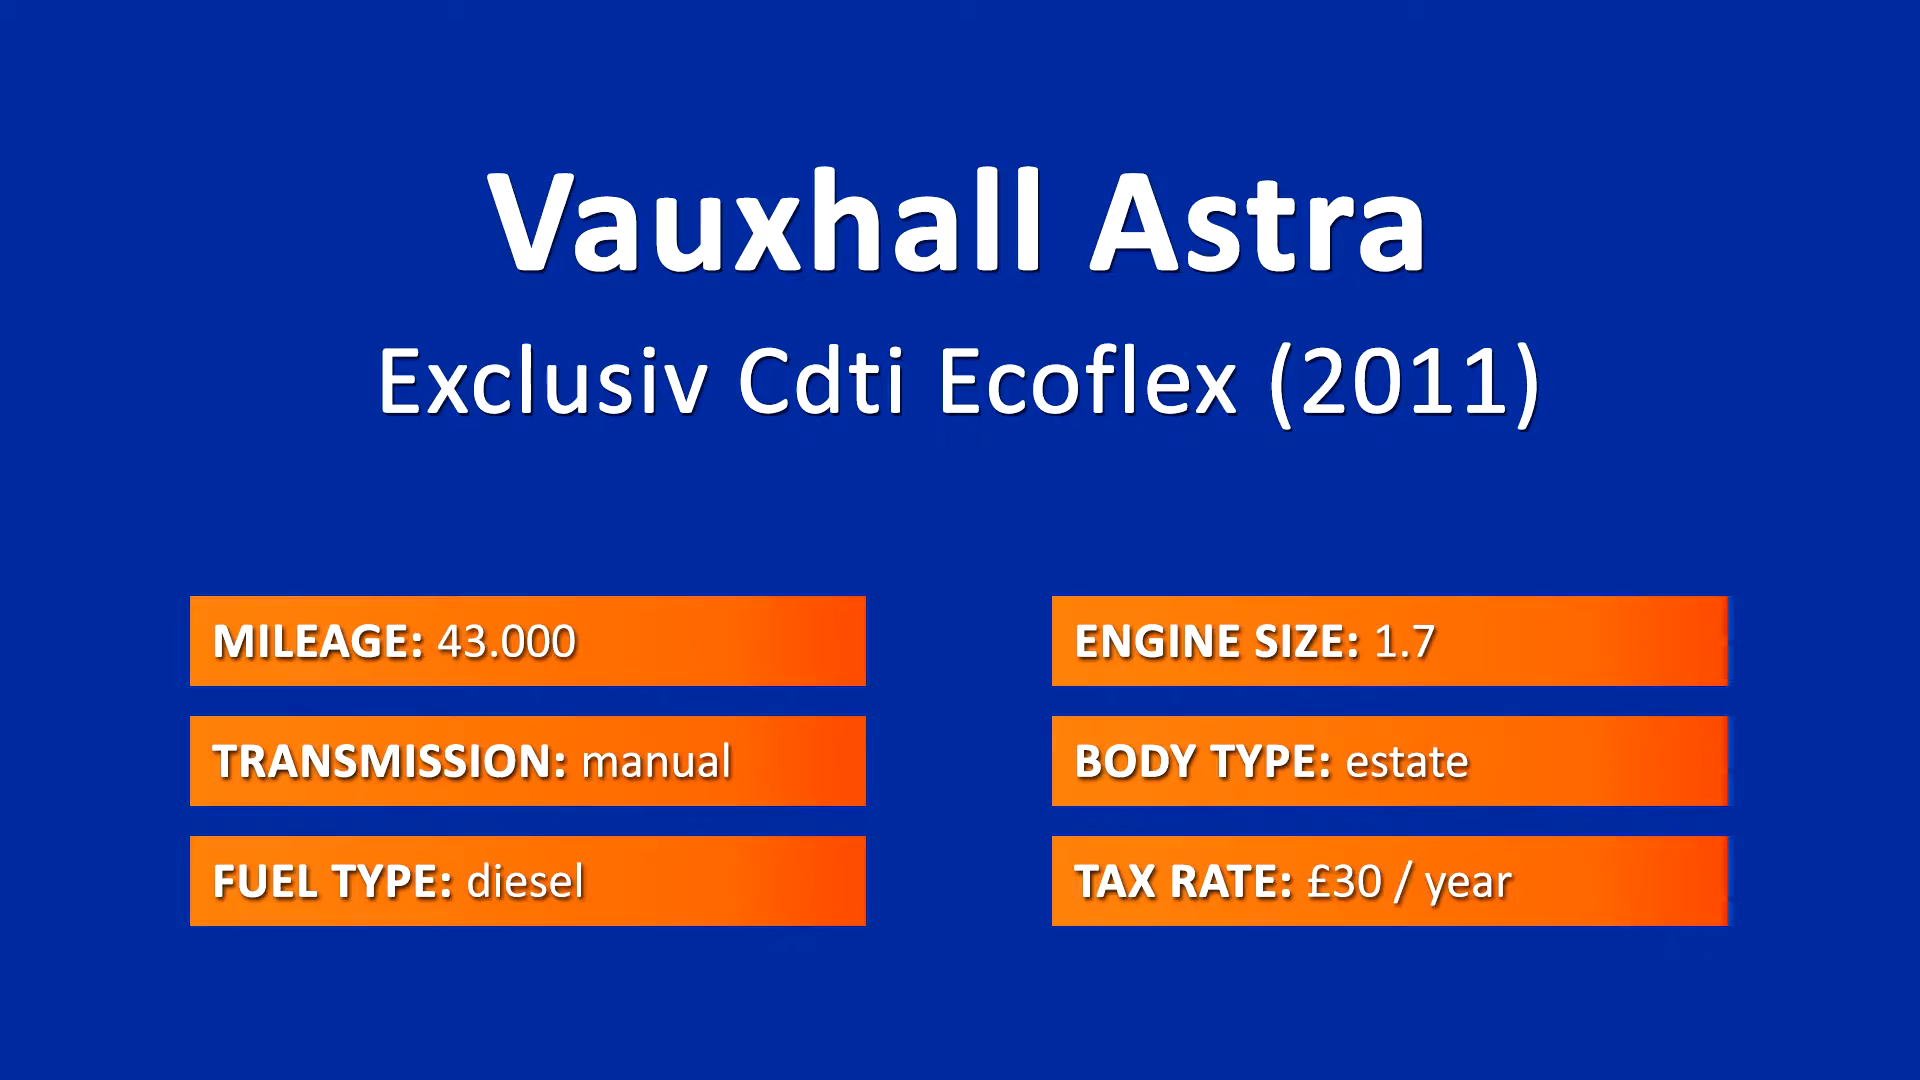 Vauxhall Astra
Exclusiv Cdti Ecoflex (2011)
MILEAGE: 43.000
TRANSMISSION: manual
FUEL TYPE: diesel
ENGINE SIZE: 1.7
BODY TYPE: estate
TAX RATE: £30 / year